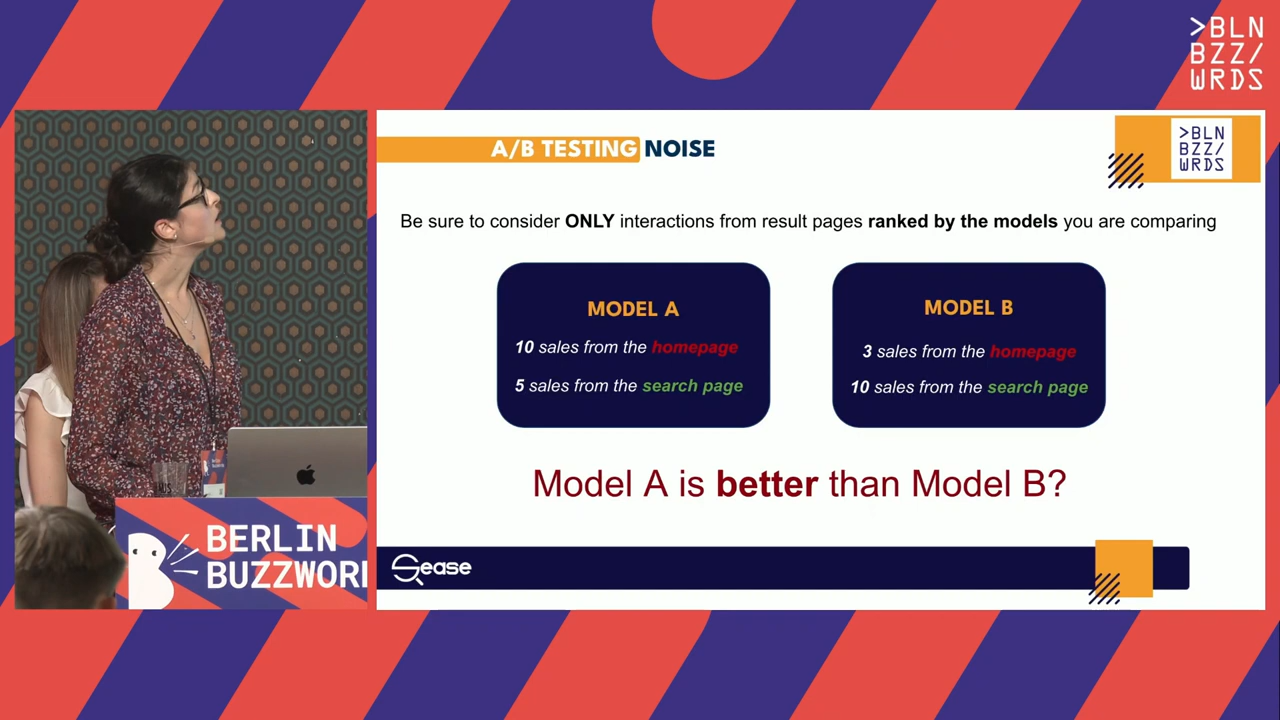 >BLN
BZZ/
WRDS
A/B TESTING NOISE
>BLN
BZZ/
WRDS
Be sure to consider ONLY interactions from result pages ranked by the models you are comparing
MODEL A
10 sales from the homepage
5 sales from the search page
MODEL B
3 sales from the homepage
10 sales from the search page
Model A is better than Model B?
Sease
BERLIN
BUZZWOR